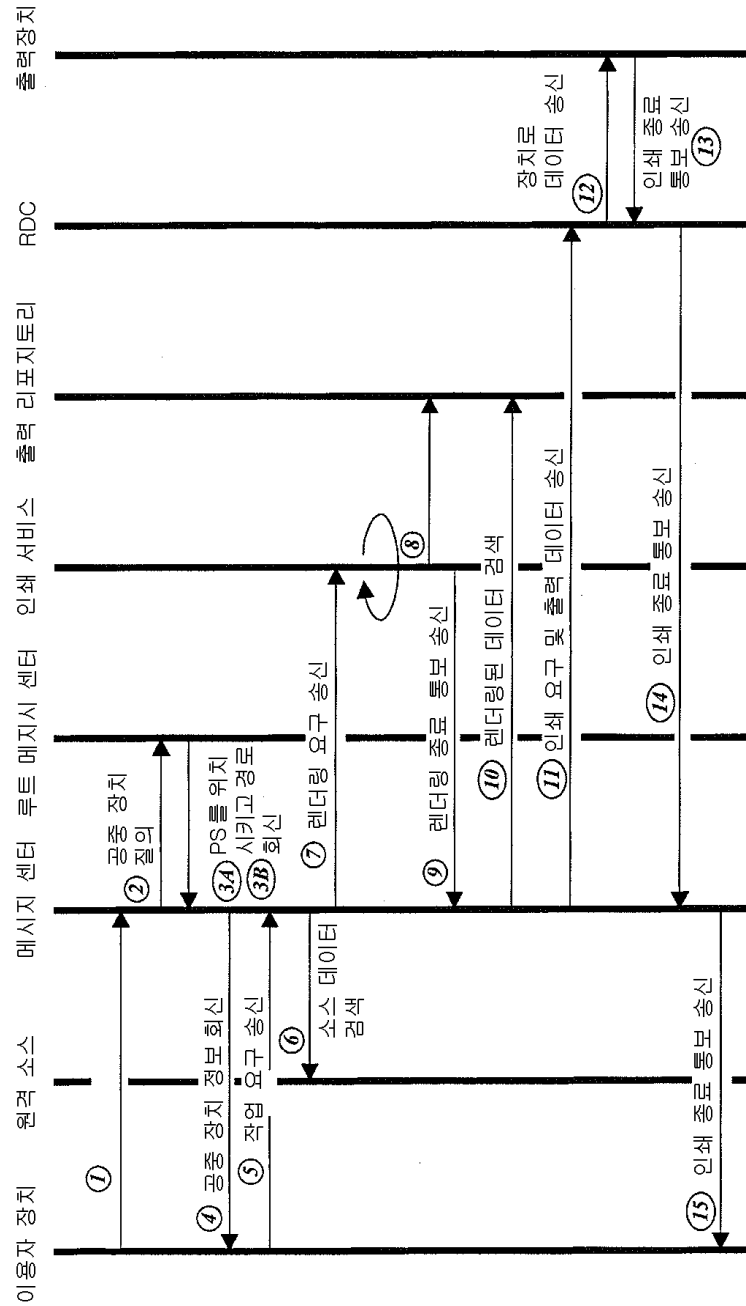 이용자 장치
원격 소스
메시지 센터
루트 메지시 센터
인쇄 서비스
출력 리포지토리
RDC
출력장치
1
2
공중 장치
질의
3A
PS를 위치
시키고 경로
3B
회신
4
공중 장치 정보 회신
5
작업 요구 송신
6
소스 데이터
검색
7
렌더링 요구 송신
8
9
렌더링 종료 통보 송신
10
렌더링된 데이터 검색
11
인쇄 요구 및 출력 데이터 송신
12
장치로
데이터 송신
13
인쇄 종료
통보 송신
14
인쇄 종료 통보 송신
15
인쇄 종료 통보 송신